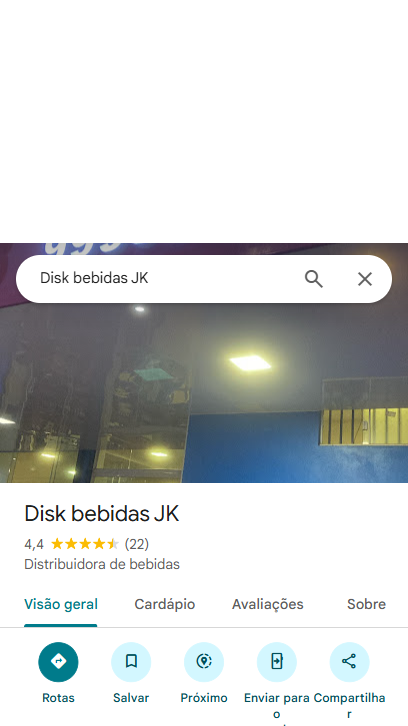 Disk bebidas JK
Disk bebidas JK
4,4 (22)
Distribuidora de bebidas
Visão geral Cardápio Avaliações Sobre
Rotas Salvar Próximo Enviar para Compartilha
o r